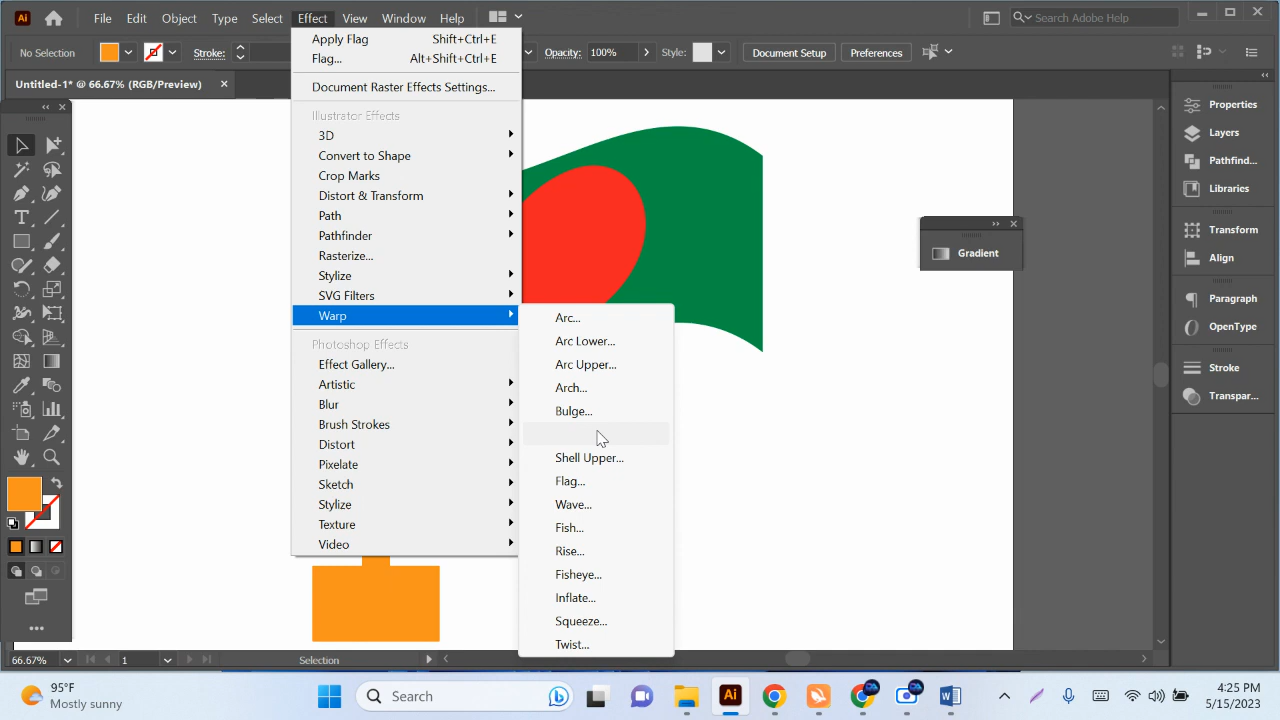 Ai File Edit Object Type Select Effect View Window Help Search Adobe Help
No Selection Stroke: Opacity: 100% Style: Document Setup Preferences
Untitled-1* @ 66.67% (RGB/Preview)
Apply Flag Shift+Ctrl+E
Flag... Alt+Shift+Ctrl+E
Document Raster Effects Settings...
Illustrator Effects
3D
Convert to Shape
Crop Marks
Distort & Transform
Path
Pathfinder
Rasterize...
Stylize
SVG Filters
Warp
Photoshop Effects
Effect Gallery...
Artistic
Blur
Brush Strokes
Distort
Pixelate
Sketch
Stylize
Texture
Video
Arc...
Arc Lower...
Arc Upper...
Arch...
Bulge...
Shell Upper...
Flag...
Wave...
Fish...
Rise...
Fisheye...
Inflate...
Squeeze...
Twist...
Gradient
Properties
Layers
Pathfind...
Libraries
Transform
Align
Paragraph
OpenType
Stroke
Transpar...
66.67% 1 Selection
95°F
Mostly sunny
Search
Ai
4:25 PM
5/15/2023